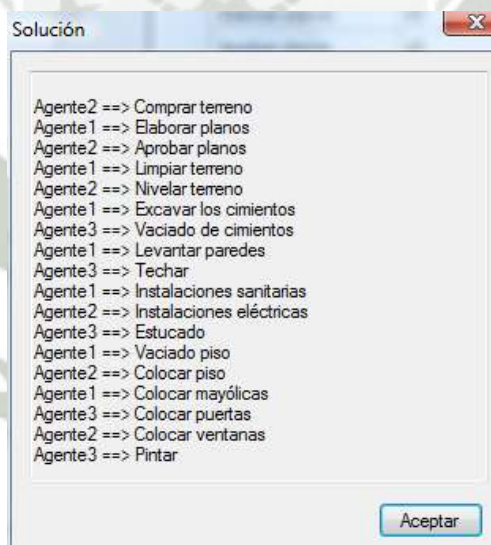 Solución
Agente2 ==> Comprar terreno
Agente1 ==> Elaborar planos
Agente2 ==> Aprobar planos
Agente1 ==> Limpiar terreno
Agente2 ==> Nivelar terreno
Agente1 ==> Excavar los cimientos
Agente3 ==> Vaciado de cimientos
Agente1 ==> Levantar paredes
Agente3 ==> Techar
Agente1 ==> Instalaciones sanitarias
Agente2 ==> Instalaciones eléctricas
Agente3 ==> Estucado
Agente1 ==> Vaciado piso
Agente2 ==> Colocar piso
Agente1 ==> Colocar mayólicas
Agente3 ==> Colocar puertas
Agente2 ==> Colocar ventanas
Agente3 ==> Pintar
Aceptar